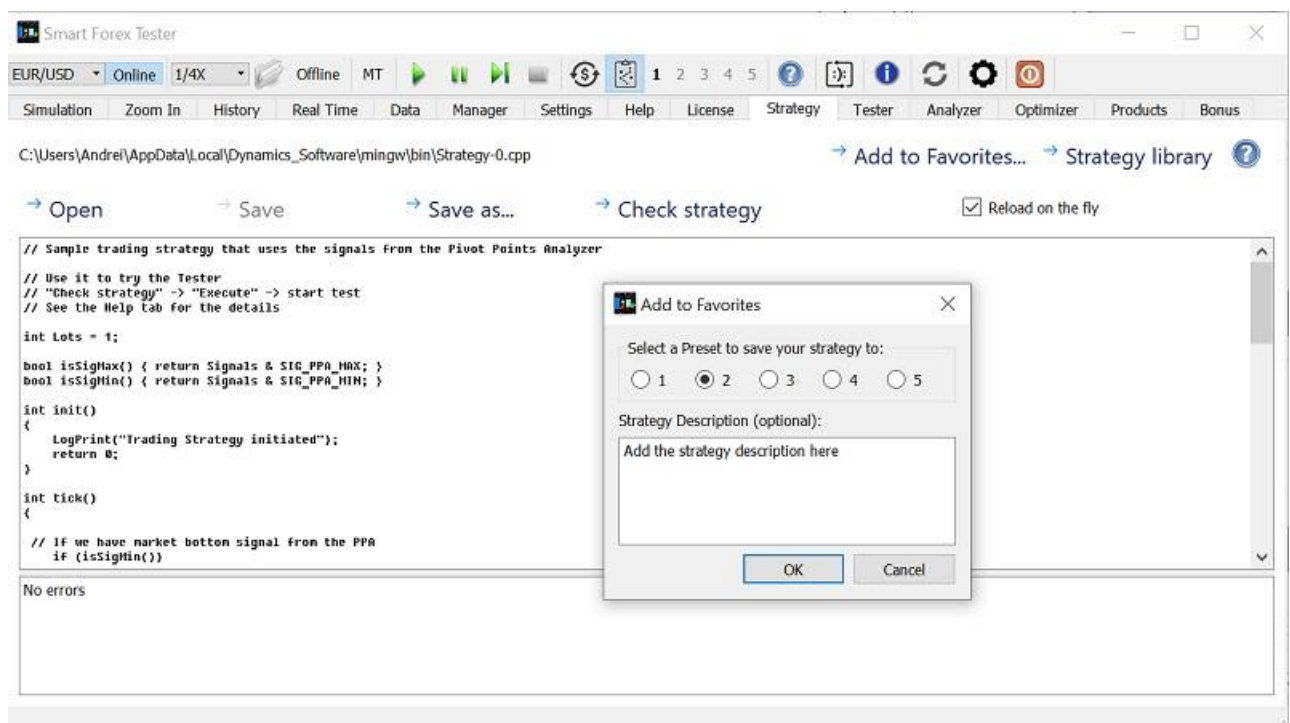 Smart Forex Tester
EUR/USD Online 1/4X Offline MT 1 2 3 4 5
Simulation Zoom In History Real Time Data Manager Settings Help License Strategy Tester Analyzer Optimizer Products Bonus
C:\Users\Andrei\AppData\Local\Dynamics_Software\mingw\bin\Strategy-0.cpp
Add to Favorites... Strategy library
Open Save Save as... Check strategy Reload on the fly
// Sample trading strategy that uses the signals from the Pivot Points Analyzer
// Use it to try the Tester
// "Check strategy" -> "Execute" -> start test
// See the Help tab for the details
int Lots = 1;
bool isSigMax() { return Signals & SIG_PPA_MAX; }
bool isSigMin() { return Signals & SIG_PPA_MIN; }
int init()
{
LogPrint("Trading Strategy initiated");
return 0;
}
int tick()
{
// If we have market bottom signal from the PPA
if (isSigMin())
Add to Favorites
Select a Preset to save your strategy to:
1 2 3 4 5
Strategy Description (optional):
Add the strategy description here
OK Cancel
No errors